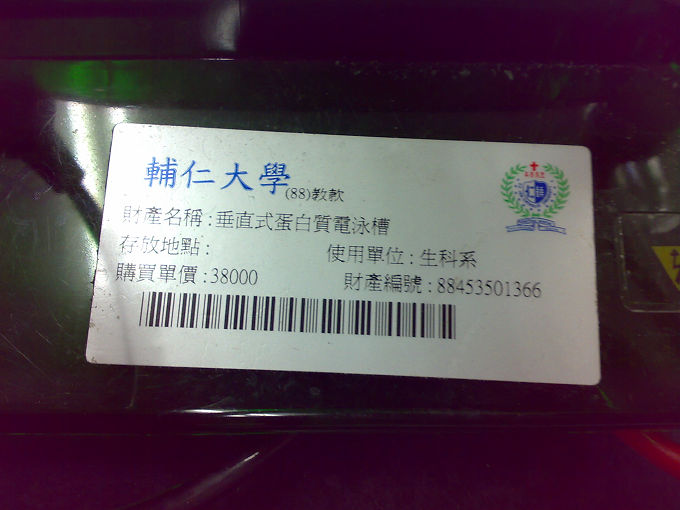 輔仁大學(88)教款
財產名稱:垂直式蛋白質電泳槽
存放地點: 使用單位:生科系
購買單價:38000 財產編號:88453501366